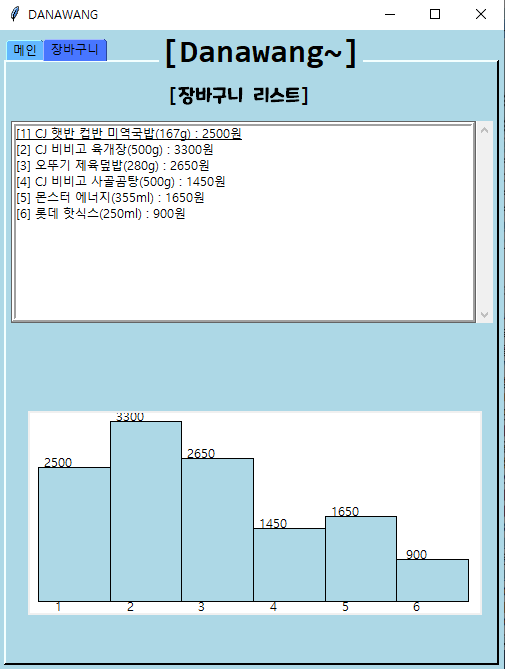 DANAWANG
메인 장바구니
[Danawang~]
[장바구니 리스트]
[1] CJ 햇반 컵반 미역국밥(167g) : 2500원
[2] CJ 비비고 육개장(500g) : 3300원
[3] 오뚜기 제육덮밥(280g) : 2650원
[4] CJ 비비고 사골곰탕(500g) : 1450원
[5] 몬스터 에너지(355ml) : 1650원
[6] 롯데 핫식스(250ml) : 900원
2500 3300 2650 1450 1650 900
1 2 3 4 5 6